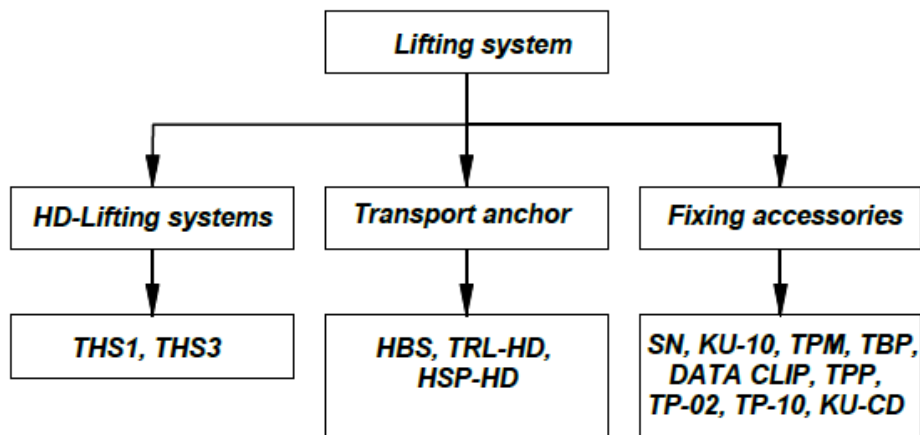 Lifting system
HD-Lifting systems
Transport anchor
Fixing accessories
THS1, THS3
HBS, TRL-HD,
HSP-HD
SN, KU-10, TPM, TBP,
DATA CLIP, TPP,
TP-02, TP-10, KU-CD